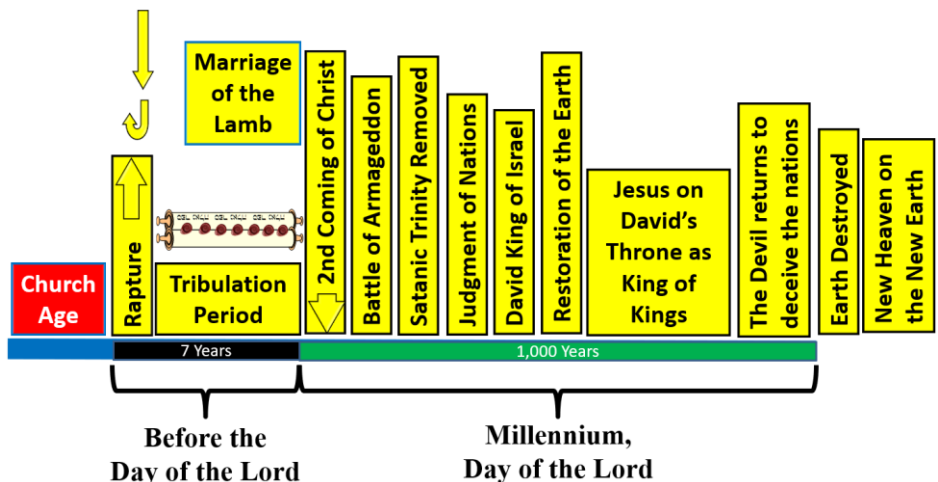 Church
Age
Rapture
Marriage
of the
Lamb
Tribulation
Period
2nd Coming of Christ
Battle of Armageddon
Satanic Trinity Removed
Judgment of Nations
David King of Israel
Restoration of the Earth
Jesus on
David’s
Throne as
King of
Kings
The Devil returns to
deceive the nations
Earth Destroyed
New Heaven on
the New Earth
7 Years
1,000 Years
Before the
Day of the Lord
Millennium,
Day of the Lord